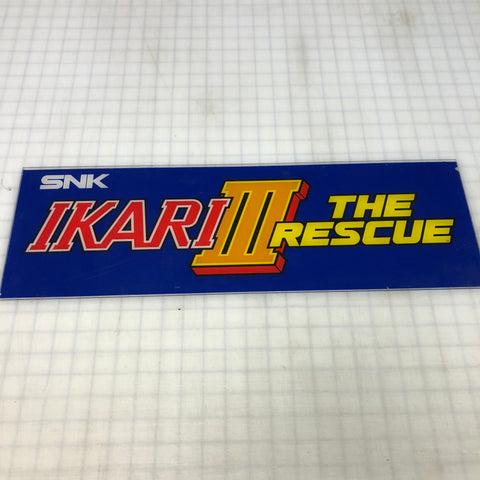 SNK
IKARI III THE RESCUE